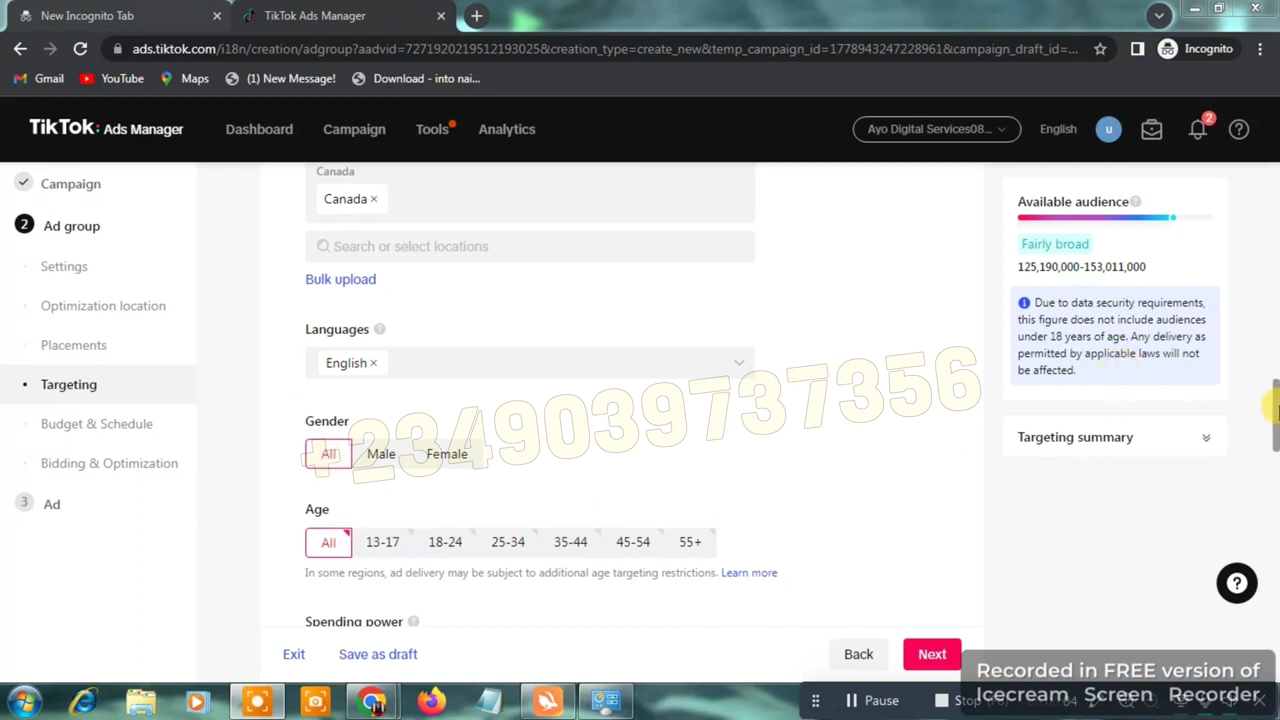 New Incognito Tab
TikTok Ads Manager
ads.tiktok.com/i18n/creation/adgroup?aadvid=7271920219512193025&creation_type=create_new&temp_campaign_id=1778943247228961&campaign_draft_id=...
Incognito
Gmail
YouTube
Maps
(1) New Message!
Download - into nai...
TikTok: Ads Manager
Dashboard
Campaign
Tools
Analytics
Ayo Digital Services08...
English
u
2
Campaign
2 Ad group
Settings
Optimization location
Placements
Targeting
Budget & Schedule
Bidding & Optimization
3 Ad
Canada
Canada ×
Search or select locations
Bulk upload
Languages
English ×
+2349039737356
Gender
All Male Female
Age
All 13-17 18-24 25-34 35-44 45-54 55+
In some regions, ad delivery may be subject to additional age targeting restrictions. Learn more
Spending power
Exit
Save as draft
Back
Next
Available audience
Fairly broad
125,190,000-153,011,000
Due to data security requirements,
this figure does not include audiences
under 18 years of age. Any delivery as
permitted by applicable laws will not
be affected.
Targeting summary
Pause
Recorded in FREE version of
Icecream Screen Recorder